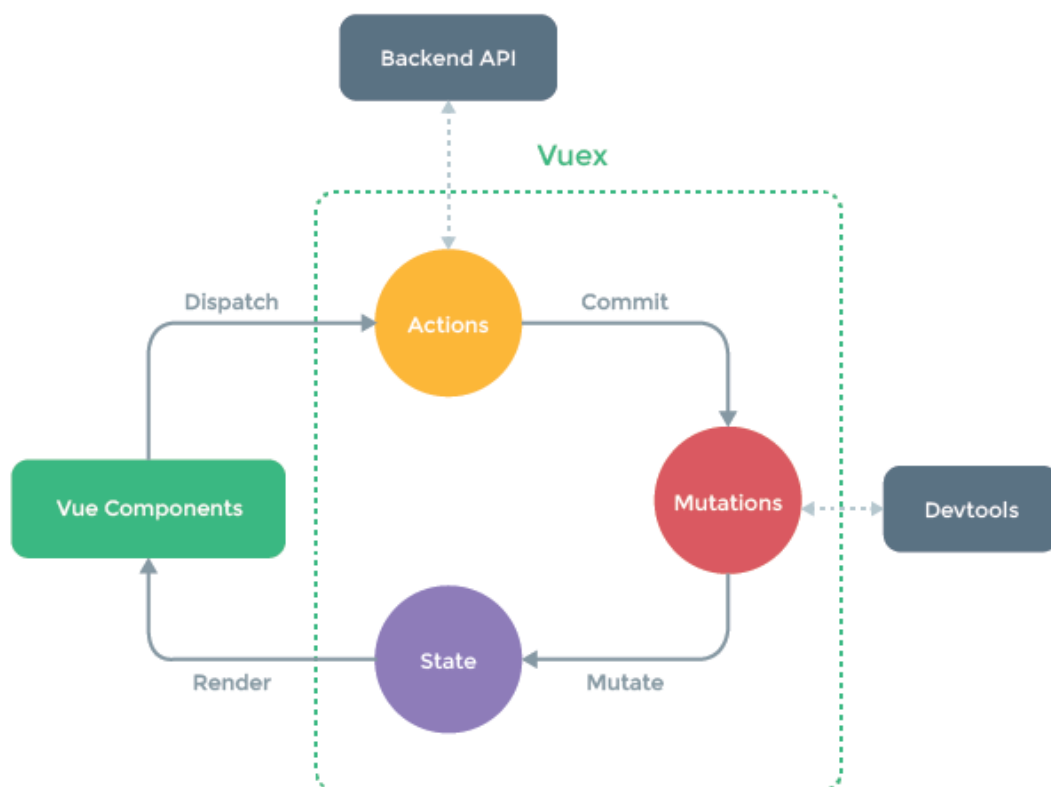 Backend API
Vuex
Dispatch
Commit
Actions
Vue Components
Mutations
Devtools
State
Render
Mutate